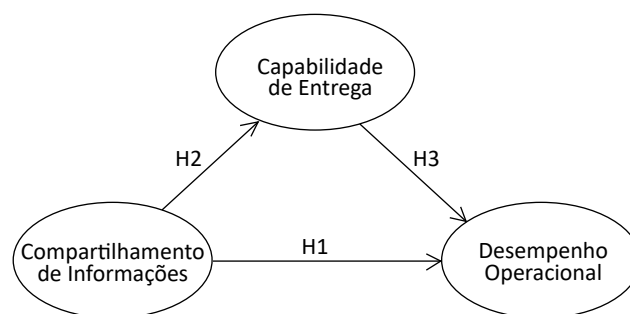 Capabilidade
de Entrega
H2
H3
Compartilhamento
de Informações
H1
Desempenho
Operacional